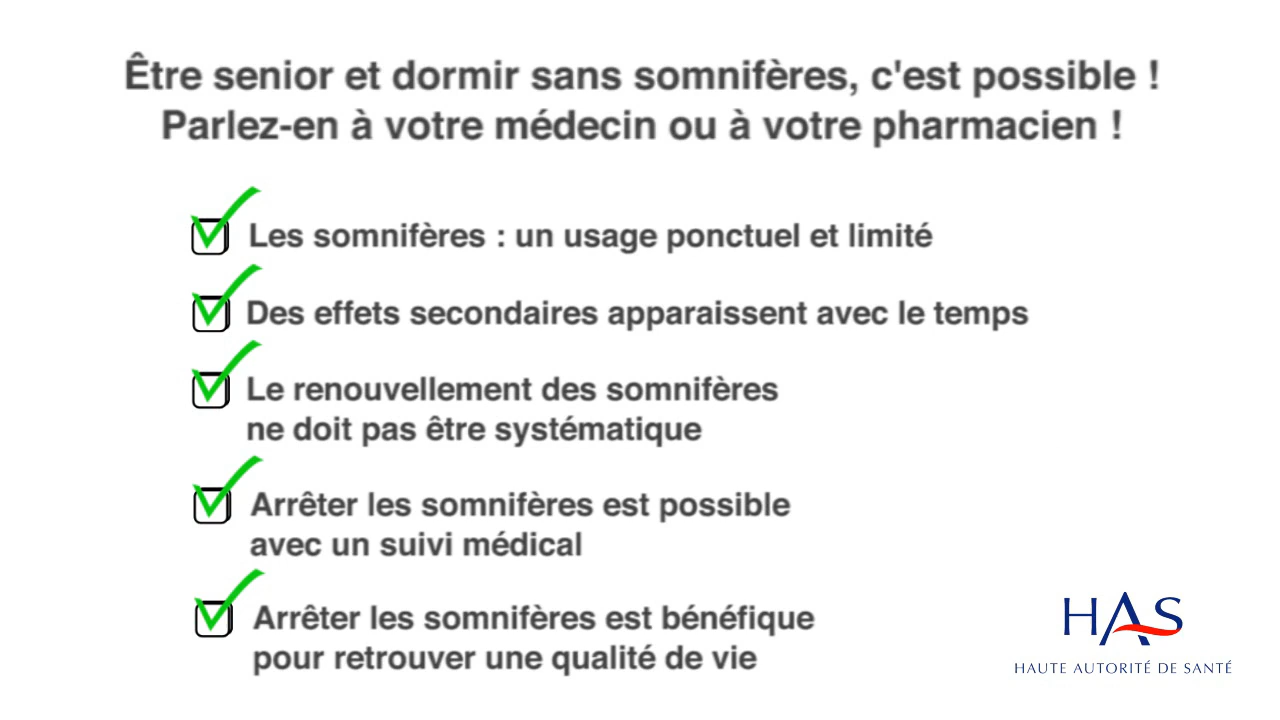 Être senior et dormir sans somnifères, c'est possible !
Parlez-en à votre médecin ou à votre pharmacien !
Les somnifères : un usage ponctuel et limité
Des effets secondaires apparaissent avec le temps
Le renouvellement des somnifères
ne doit pas être systématique
Arrêter les somnifères est possible
avec un suivi médical
Arrêter les somnifères est bénéfique
pour retrouver une qualité de vie
HAS
HAUTE AUTORITÉ DE SANTÉ